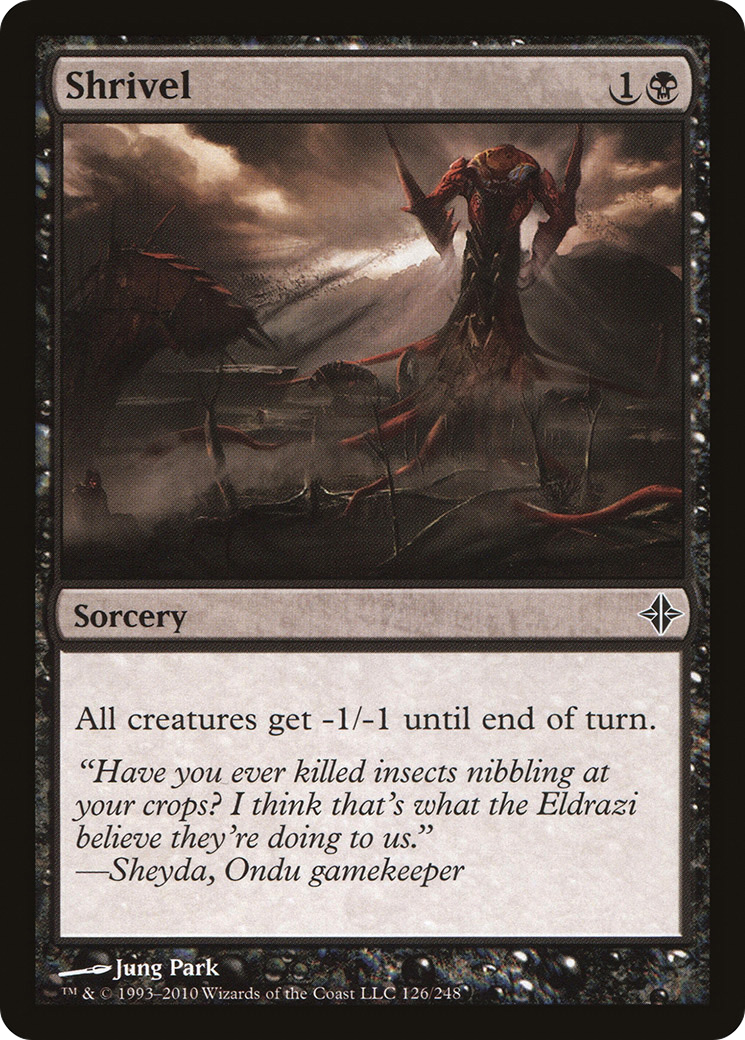 Shrivel 1
Sorcery
All creatures get -1/-1 until end of turn.
“Have you ever killed insects nibbling at
your crops? I think that’s what the Eldrazi
believe they’re doing to us.”
—Sheyda, Ondu gamekeeper
Jung Park
™ & © 1993–2010 Wizards of the Coast LLC 126/248